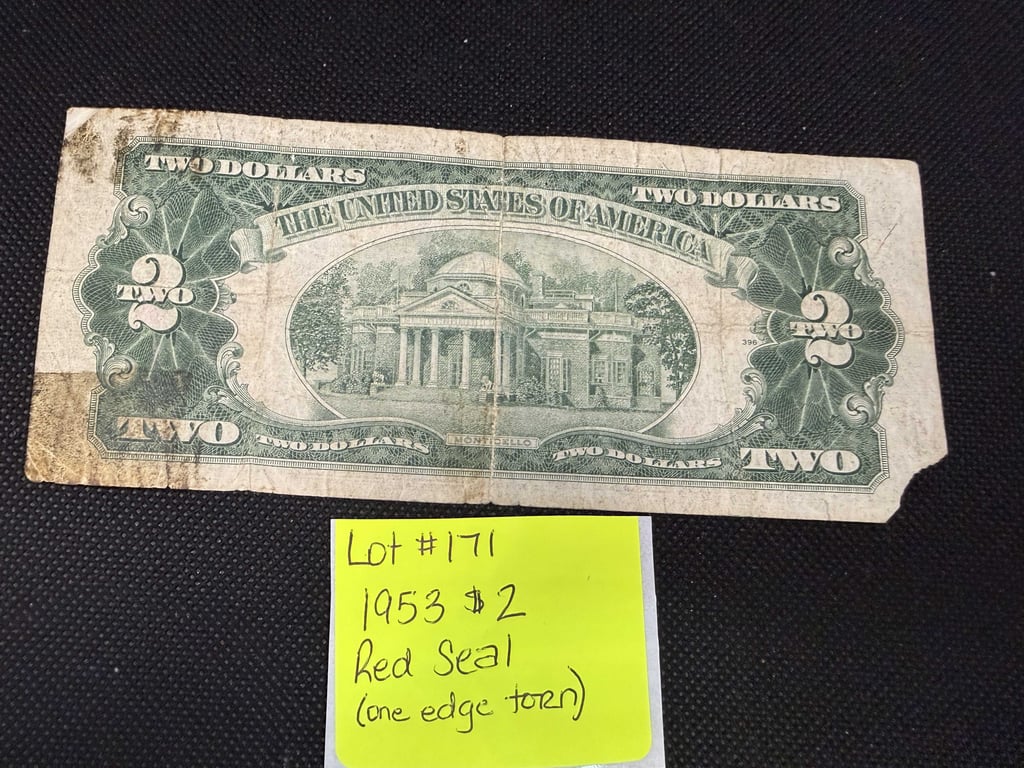 TWO DOLLARS
TWO DOLLARS
THE UNITED STATES OF AMERICA
2
TWO
2
TWO
396
TWO
TWO DOLLARS
MONTICELLO
TWO DOLLARS
TWO
Lot #171
1953 $2
Red Seal
(one edge torn)